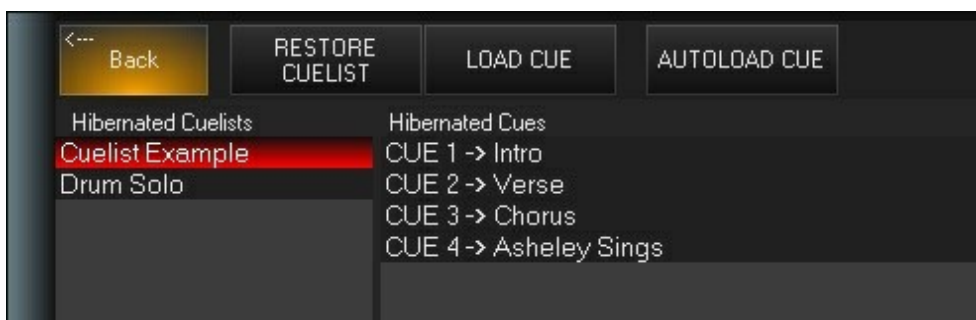 <---
Back
RESTORE
CUELIST
LOAD CUE
AUTOLOAD CUE
Hibernated Cuelists
Hibernated Cues
Cuelist Example
Drum Solo
CUE 1 -> Intro
CUE 2 -> Verse
CUE 3 -> Chorus
CUE 4 -> Asheley Sings